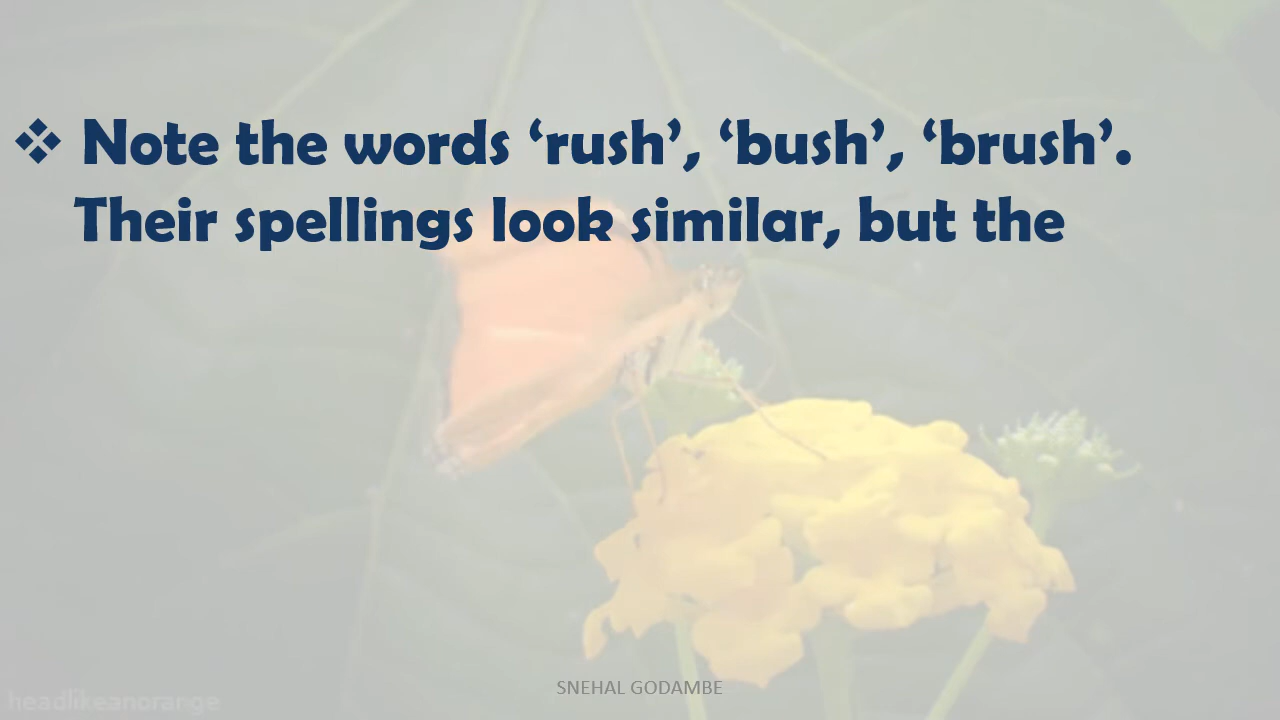 ❖ Note the words ‘rush’, ‘bush’, ‘brush’.
Their spellings look similar, but the
SNEHAL GODAMBE
headlikeanorange